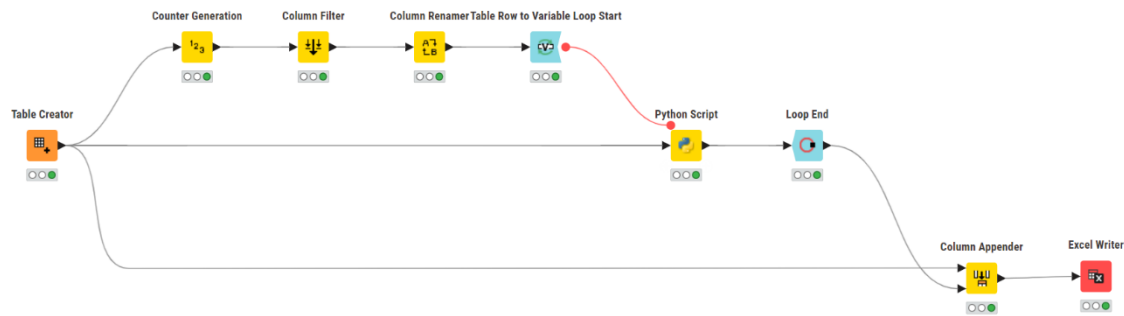 Counter Generation
Column Filter
Column Renamer
Table Row to Variable Loop Start
Table Creator
Python Script
Loop End
Column Appender
Excel Writer